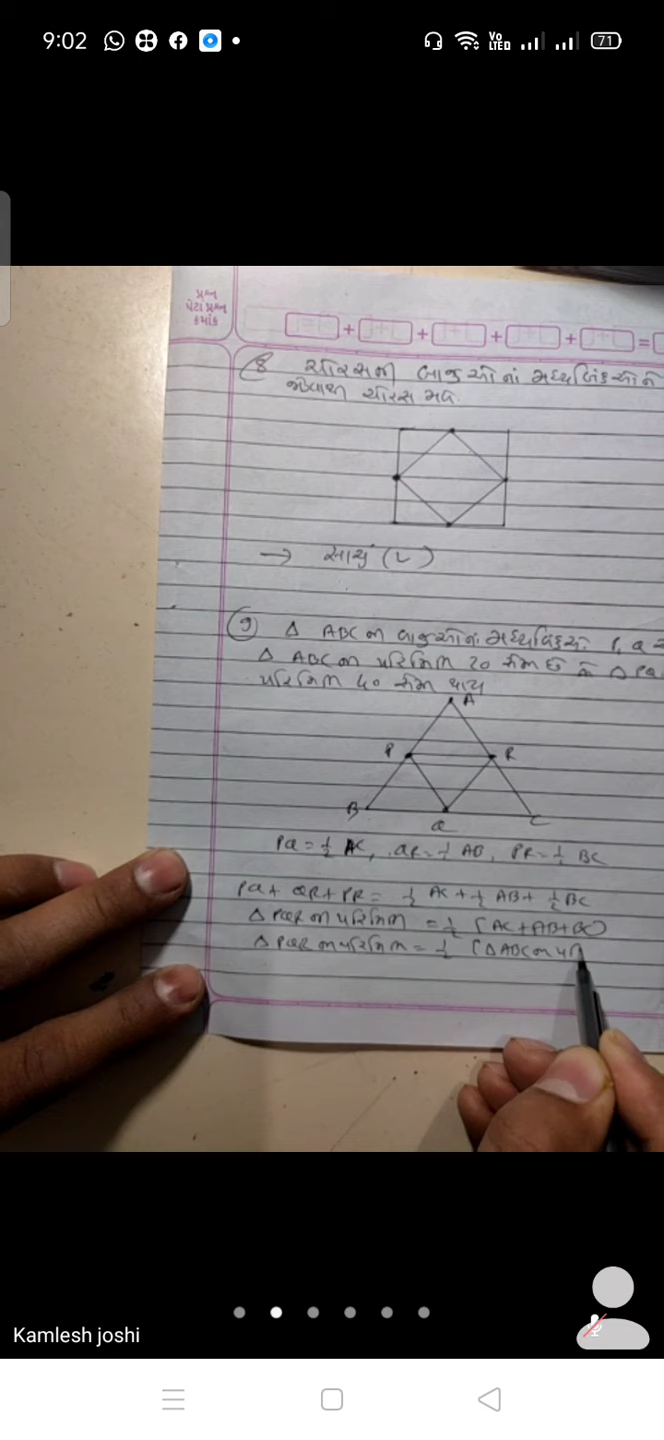 9:02
Vo LTE
71
પ્રશ્ન
પેટા પ્રશ્ન
ક્રમાંક
+ + + + =
(8 ચોરસની બાજુઓનાં મધ્યબિંદુઓને
જોડવાથી ચોરસ મળે
→ સાચું (✓)
(9) Δ ABC ના બાજુઓનાં મધ્યબિંદુઓ P, Q
Δ ABC ની પરિમિતિ 20 સેમી છે તો Δ PQ
પરિમિતિ 40 સેમી થાય
A
P R
B Q C
PQ = ½ AC, QR = ½ AB, PR = ½ BC
PQ + QR + PR = ½ AC + ½ AB + ½ BC
Δ PQR ની પરિમિતિ = ½ (AC + AB + BC)
Δ PQR ની પરિમિતિ = ½ (Δ ABC ની પરિ
Kamlesh joshi